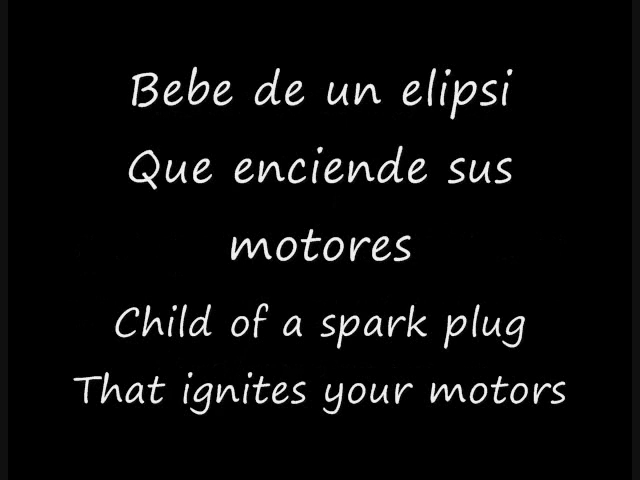 Bebe de un elipsi
Que enciende sus
motores
Child of a spark plug
That ignites your motors